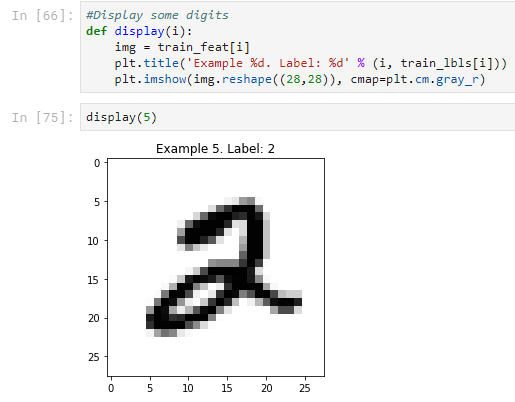 In [66]: #Display some digits
def display(i):
    img = train_feat[i]
    plt.title('Example %d. Label: %d' % (i, train_lbls[i]))
    plt.imshow(img.reshape((28,28)), cmap=plt.cm.gray_r)
In [75]: display(5)
Example 5. Label: 2
0
5
10
15
20
25
2
0 5 10 15 20 25